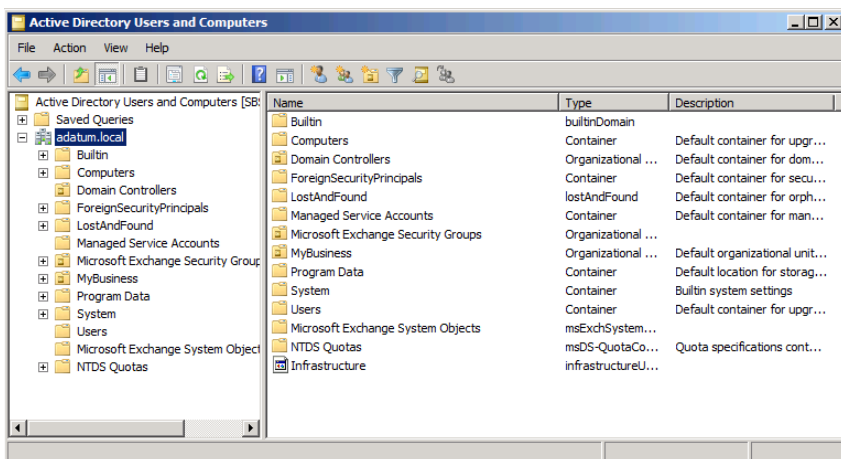 Active Directory Users and Computers
File Action View Help
Active Directory Users and Computers [SB
Saved Queries
adatum.local
Builtin
Computers
Domain Controllers
ForeignSecurityPrincipals
LostAndFound
Managed Service Accounts
Microsoft Exchange Security Group
MyBusiness
Program Data
System
Users
Microsoft Exchange System Object
NTDS Quotas
Name Type Description
Builtin builtinDomain
Computers Container Default container for upgr...
Domain Controllers Organizational ... Default container for dom...
ForeignSecurityPrincipals Container Default container for secu...
LostAndFound lostAndFound Default container for orph...
Managed Service Accounts Container Default container for man...
Microsoft Exchange Security Groups Organizational ...
MyBusiness Organizational ... Default organizational unit...
Program Data Container Default location for storag...
System Container Builtin system settings
Users Container Default container for upgr...
Microsoft Exchange System Objects msExchSystem...
NTDS Quotas msDS-QuotaCo... Quota specifications cont...
Infrastructure infrastructureU...